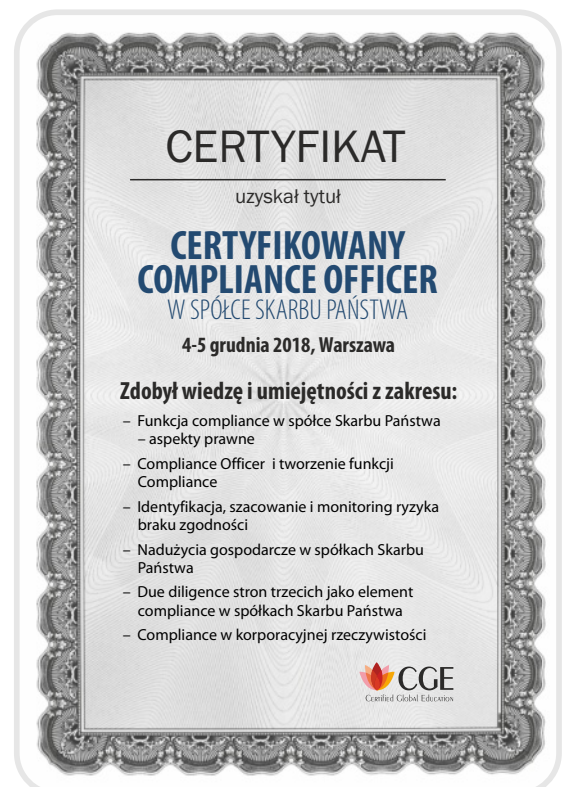 CERTYFIKAT
uzyskał tytuł
CERTYFIKOWANY
COMPLIANCE OFFICER
W SPÓŁCE SKARBU PAŃSTWA
4-5 grudnia 2018, Warszawa
Zdobył wiedzę i umiejętności z zakresu:
– Funkcja compliance w spółce Skarbu Państwa
– aspekty prawne
– Compliance Officer i tworzenie funkcji
Compliance
– Identyfikacja, szacowanie i monitoring ryzyka
braku zgodności
– Nadużycia gospodarcze w spółkach Skarbu
Państwa
– Due diligence stron trzecich jako element
compliance w spółkach Skarbu Państwa
– Compliance w korporacyjnej rzeczywistości
CGE
Certified Global Education